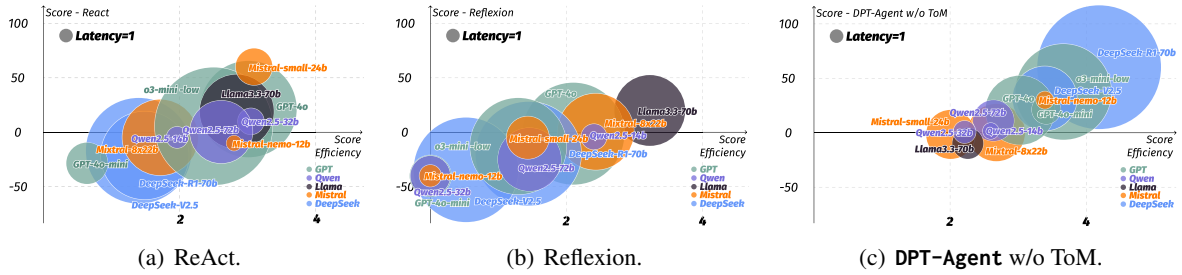 Score - React
100
Latency=1
50
Mistral-small-24b
o3-mini-low
Llama3.3-70b
GPT-4o
Qwen2.5-32b
Qwen2.5-72b
Qwen2.5-14b
0
Mistral-nemo-12b
Mixtral-8x22b
GPT-4o-mini
Score
Efficiency
DeepSeek-R1-70b
-50
DeepSeek-V2.5
GPT
Qwen
Llama
Mistral
DeepSeek
2
4
(a) ReAct.
Score - Reflexion
100
Latency=1
50
GPT-4o
Llama3.3-70b
Mixtral-8x22b
0
Mistral-small-24b
Qwen2.5-14b
o3-mini-low
DeepSeek-R1-70b
Score
Efficiency
Qwen2.5-72b
Mistral-nemo-12b
-50
Qwen2.5-32b
GPT-4o-mini
DeepSeek-V2.5
GPT
Qwen
Llama
Mistral
DeepSeek
2
4
(b) Reflexion.
Score - DPT-Agent w/o ToM
100
Latency=1
DeepSeek-R1-70b
50
o3-mini-low
DeepSeek-V2.5
GPT-4o
Mistral-nemo-12b
GPT-4o-mini
Qwen2.5-72b
Mistral-small-24b
Qwen2.5-32b
Qwen2.5-14b
0
Llama3.3-70b
Mixtral-8x22b
Score
Efficiency
-50
GPT
Qwen
Llama
Mistral
DeepSeek
2
4
(c) DPT-Agent w/o ToM.